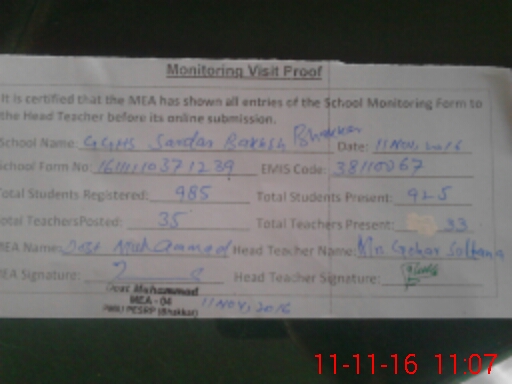 Monitoring Visit Proof
It is certified that the MEA has shown all entries of the School Monitoring Form to
the Head Teacher before its online submission.
School Name: GGHS Sardar Bakhsh Bhakkar Date: 11 NOV, 2016
School Form No: EMIS Code: 38110067
Total Students Registered: 985 Total Students Present: 925
Total TeachersPosted: 35 Total Teachers Present: 33
MEA Name: Dost Muhammad Head Teacher Name: Gohar Soltana
MEA Signature: Head Teacher Signature:
Dost Muhammad
MEA - 04
PMIU PESRP (Bhakkar) 11 NOV, 2016
11-11-16 11:07